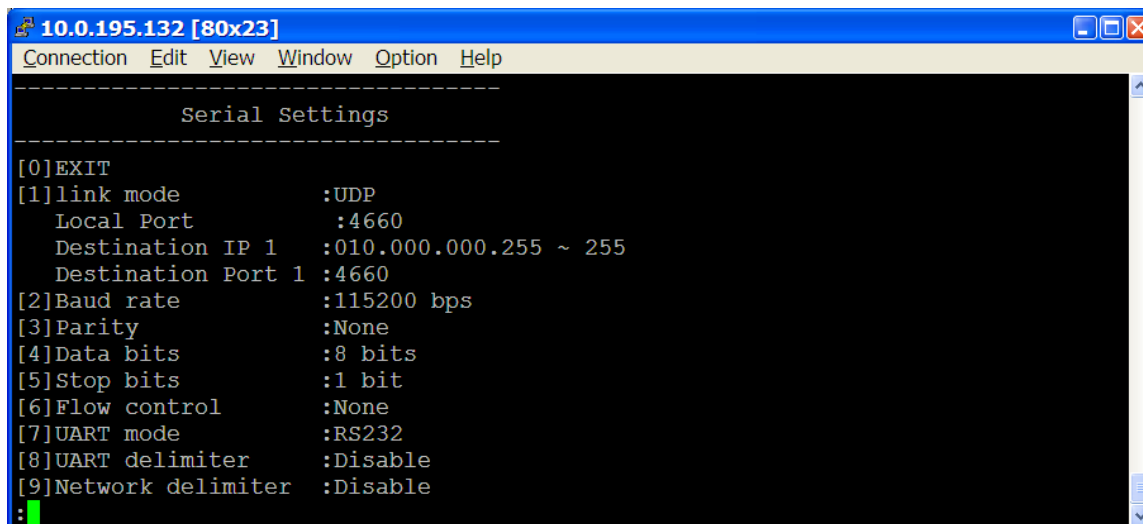 10.0.195.132 [80x23]
Connection Edit View Window Option Help
-----------------------------------
Serial Settings
-----------------------------------
[0]EXIT
[1]link mode :UDP
Local Port :4660
Destination IP 1 :010.000.000.255 ~ 255
Destination Port 1 :4660
[2]Baud rate :115200 bps
[3]Parity :None
[4]Data bits :8 bits
[5]Stop bits :1 bit
[6]Flow control :None
[7]UART mode :RS232
[8]UART delimiter :Disable
[9]Network delimiter :Disable
: